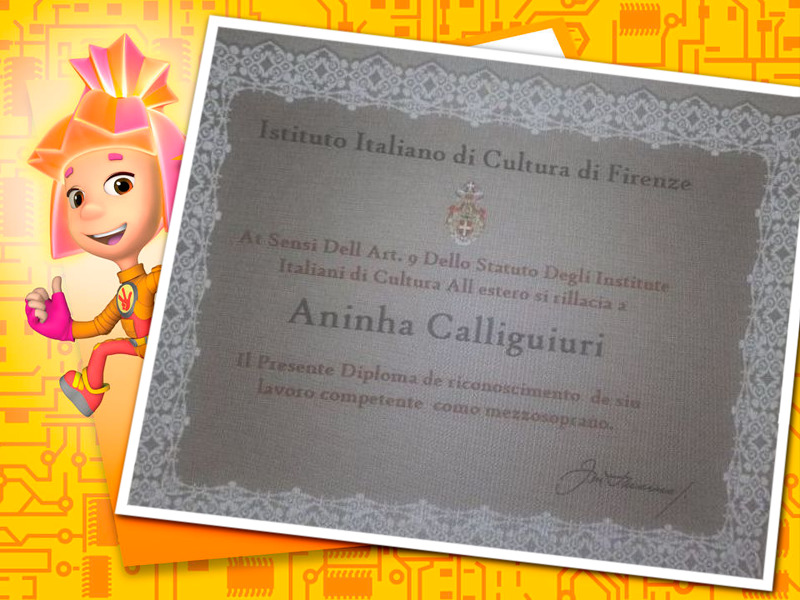 Istituto Italiano di Cultura di Firenze
At Sensi Dell Art. 9 Dello Statuto Degli Institute
Italiani di Cultura All estero si rillacia a
Aninha Calliguiuri
Il Presente Diploma de riconoscimento de siu
lavoro competente como mezzosoprano.